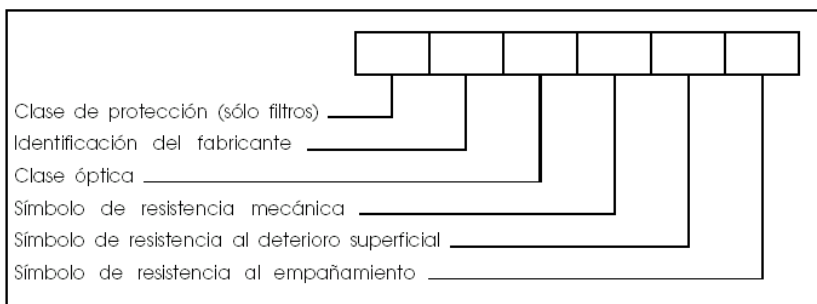 Clase de protección (sólo filtros)
Identificación del fabricante
Clase óptica
Símbolo de resistencia mecánica
Símbolo de resistencia al deterioro superficial
Símbolo de resistencia al empañamiento